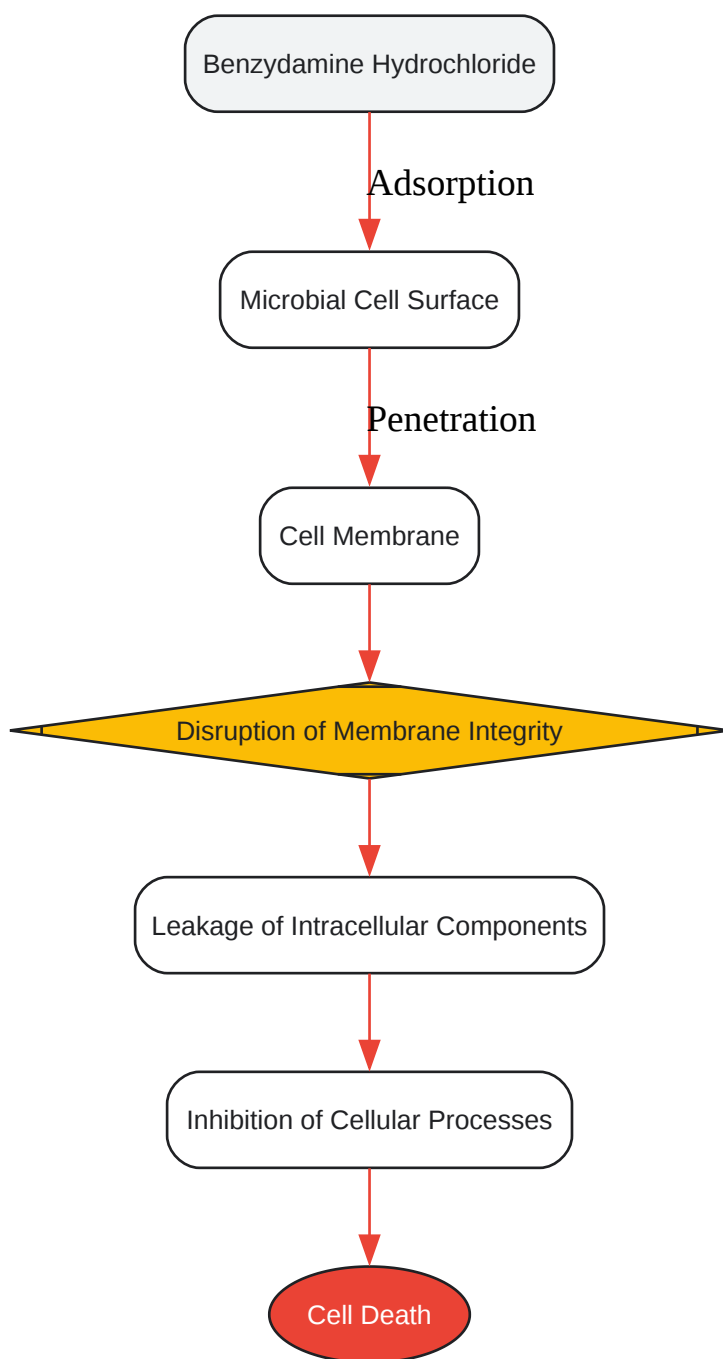 Benzydamine Hydrochloride
Adsorption
Microbial Cell Surface
Penetration
Cell Membrane
Disruption of Membrane Integrity
Leakage of Intracellular Components
Inhibition of Cellular Processes
Cell Death